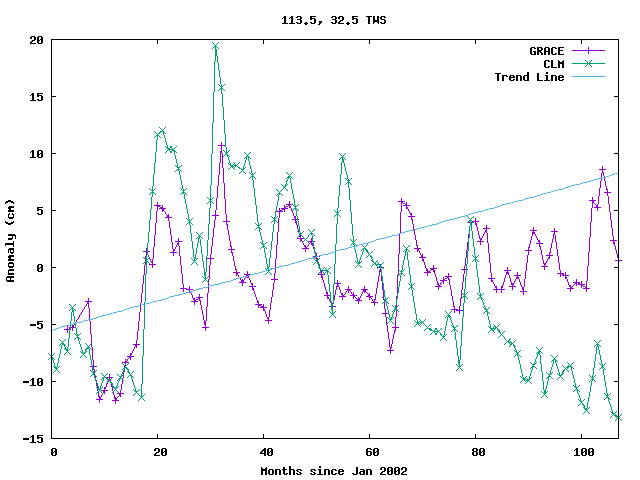 113.5, 32.5 TWS
GRACE
CLM
Trend Line
20
15
10
5
0
-5
-10
-15
Anomaly (cm)
0 20 40 60 80 100
Months since Jan 2002